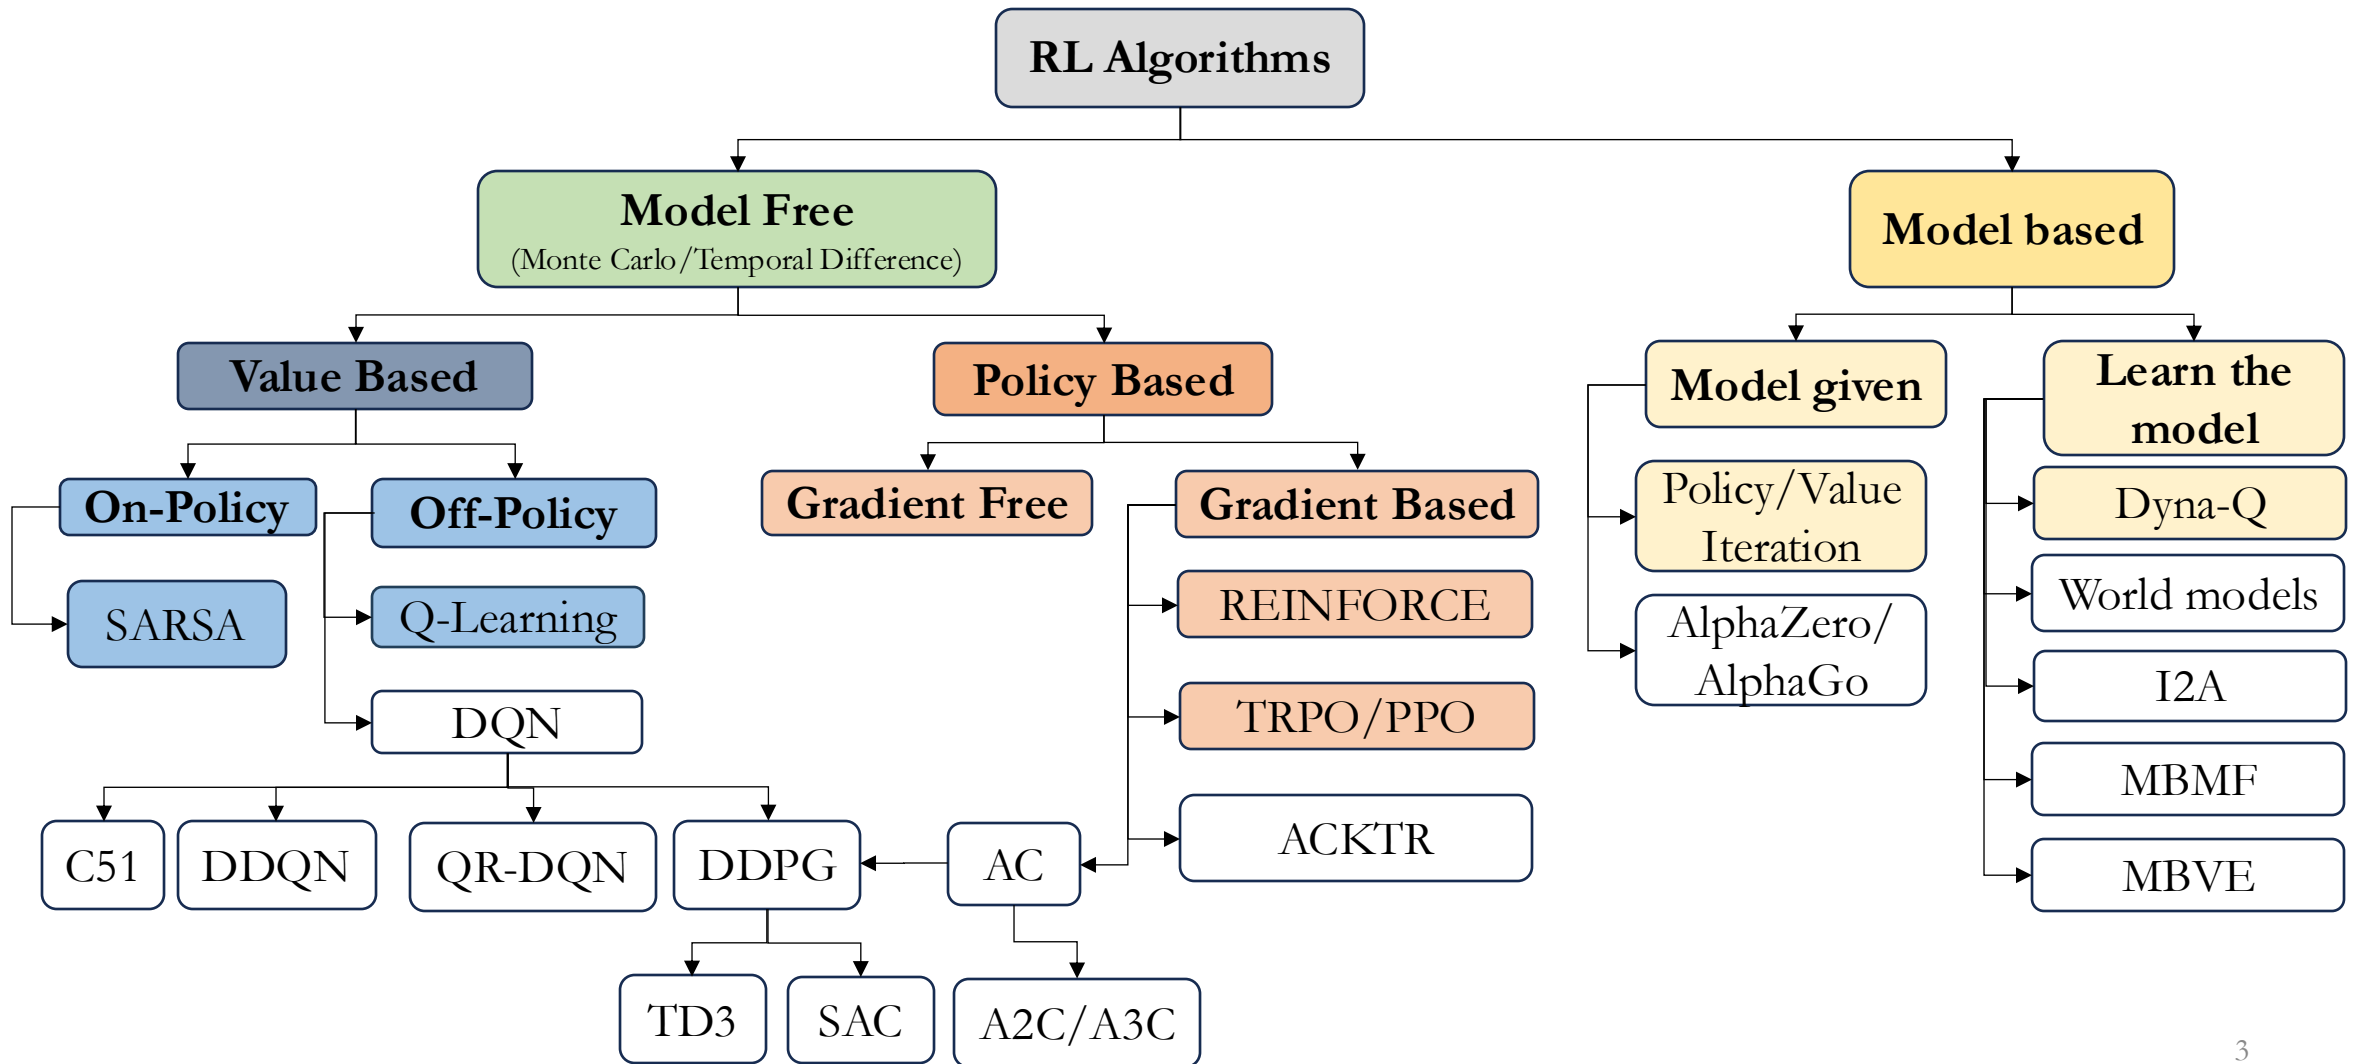 RL Algorithms
Model Free
(Monte Carlo/Temporal Difference)
Model based
Value Based
Policy Based
Model given
Learn the
model
On-Policy
Off-Policy
Gradient Free
Gradient Based
Policy/Value
Iteration
Dyna-Q
SARSA
Q-Learning
REINFORCE
AlphaZero/
AlphaGo
World models
DQN
TRPO/PPO
I2A
MBMF
C51
DDQN
QR-DQN
DDPG
AC
ACKTR
MBVE
TD3
SAC
A2C/A3C
3